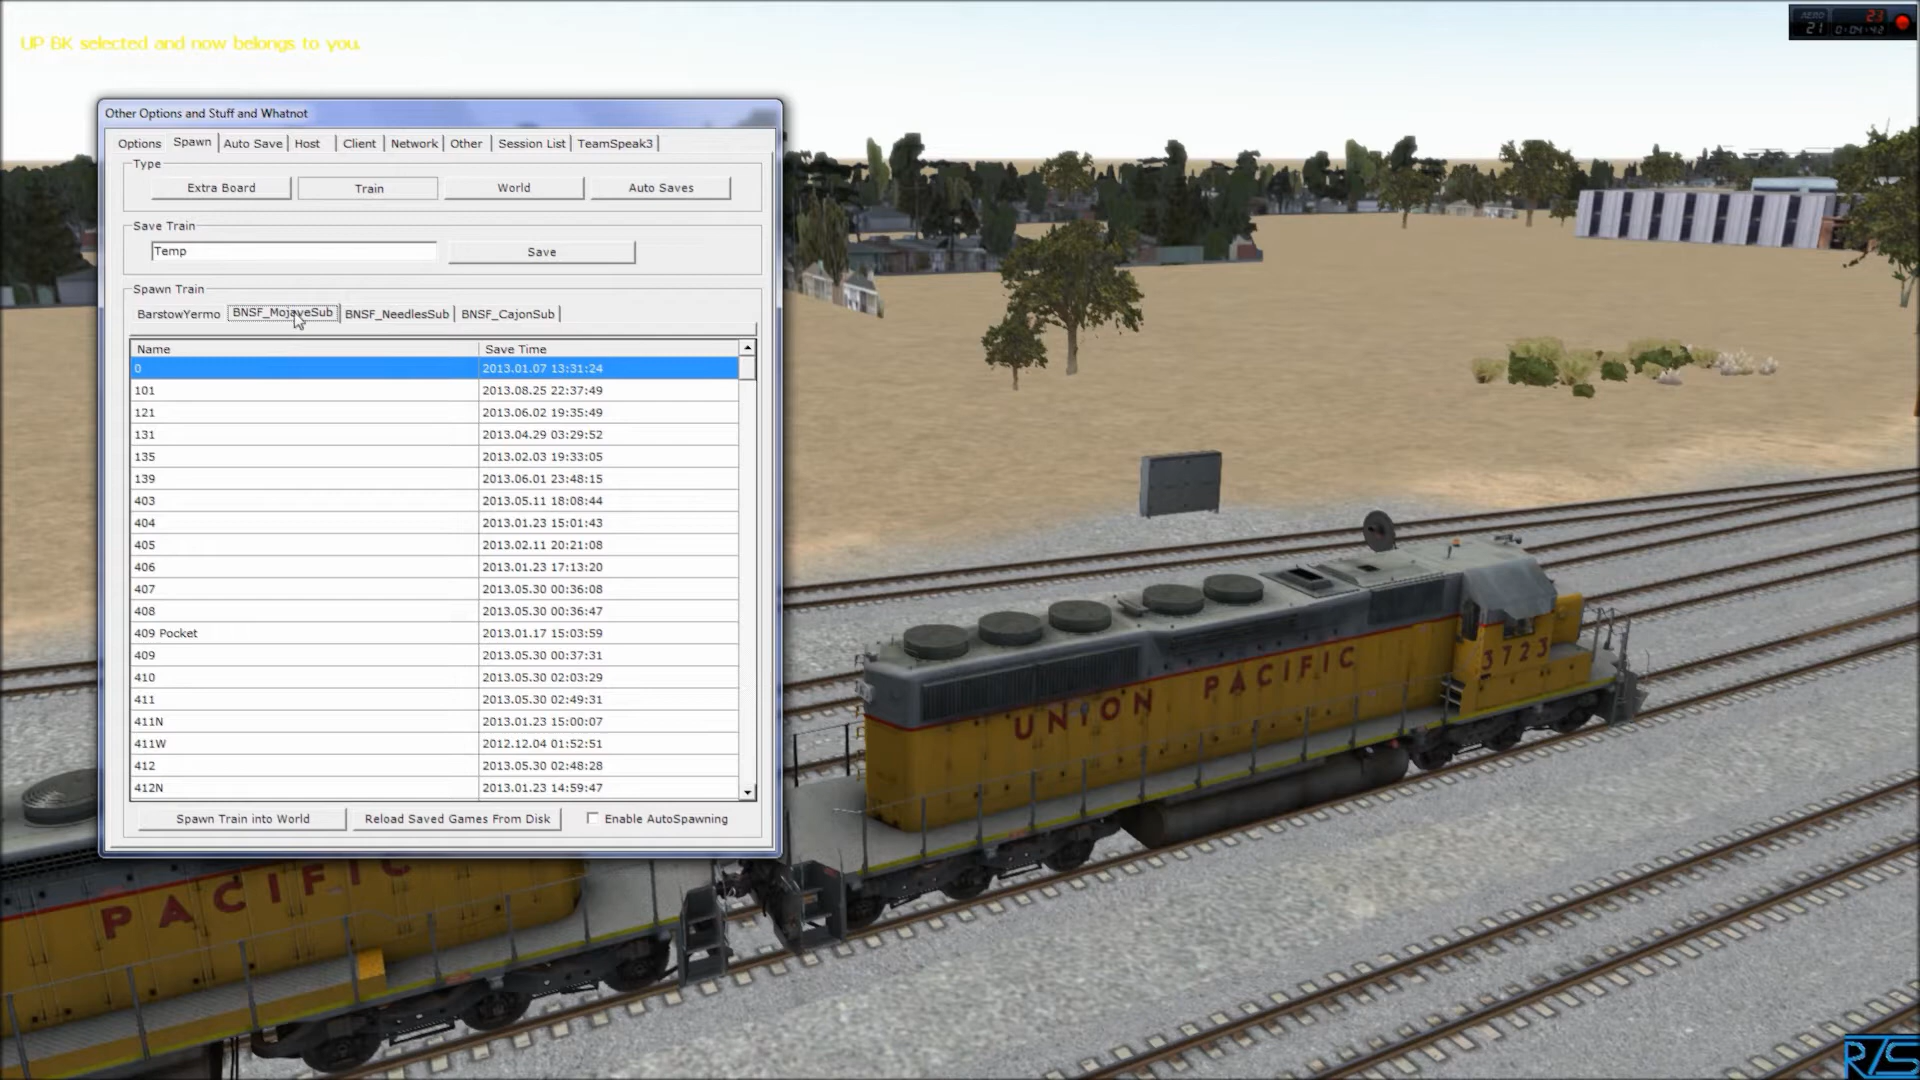 UP BK selected and now belongs to you.
21
23
0:04:42
Other Options and Stuff and Whatnot
Options Spawn Auto Save Host Client Network Other Session List TeamSpeak3
Type
Extra Board Train World Auto Saves
Save Train
Temp Save
Spawn Train
BarstowYermo BNSF_MojaveSub BNSF_NeedlesSub BNSF_CajonSub
Name Save Time
0 2013.01.07 13:31:24
101 2013.08.25 22:37:49
121 2013.06.02 19:35:49
131 2013.04.29 03:29:52
135 2013.02.03 19:33:05
139 2013.06.01 23:48:15
403 2013.05.11 18:08:44
404 2013.01.23 15:01:43
405 2013.02.11 20:21:08
406 2013.01.23 17:13:20
407 2013.05.30 00:36:08
408 2013.05.30 00:36:47
409 Pocket 2013.01.17 15:03:59
409 2013.05.30 00:37:31
410 2013.05.30 02:03:29
411 2013.05.30 02:49:31
411N 2013.01.23 15:00:07
411W 2012.12.04 01:52:51
412 2013.05.30 02:48:28
412N 2013.01.23 14:59:47
Spawn Train into World Reload Saved Games From Disk Enable AutoSpawning
UNION PACIFIC 3723
PACIFIC